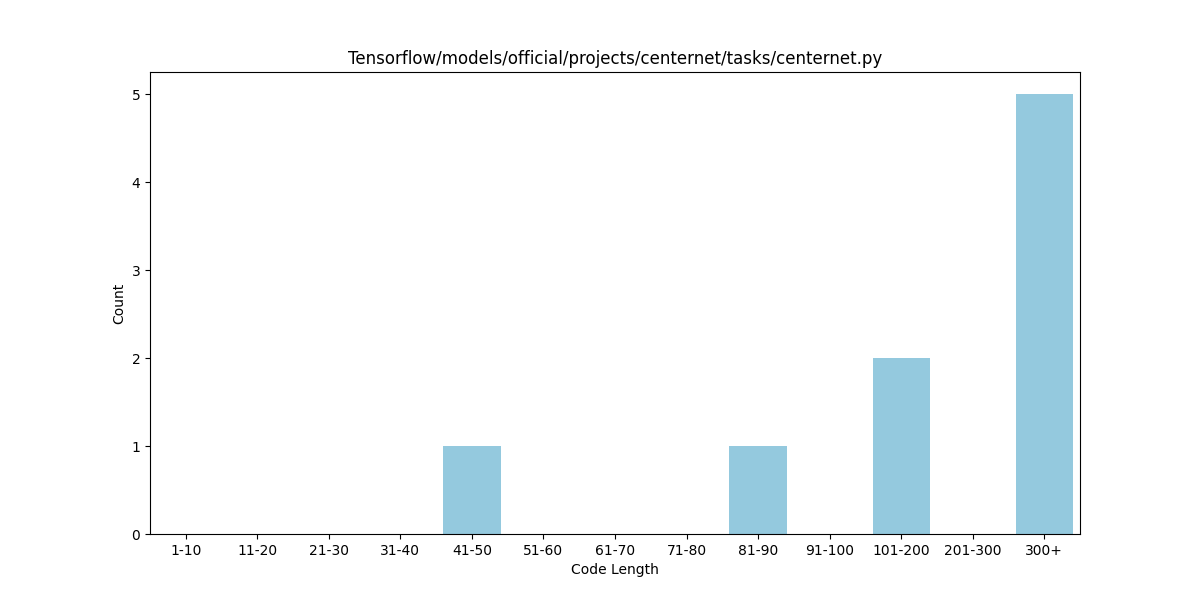 Tensorflow/models/official/projects/centernet/tasks/centernet.py
5
4
3
2
1
0
Count
1-10 11-20 21-30 31-40 41-50 51-60 61-70 71-80 81-90 91-100 101-200 201-300 300+
Code Length